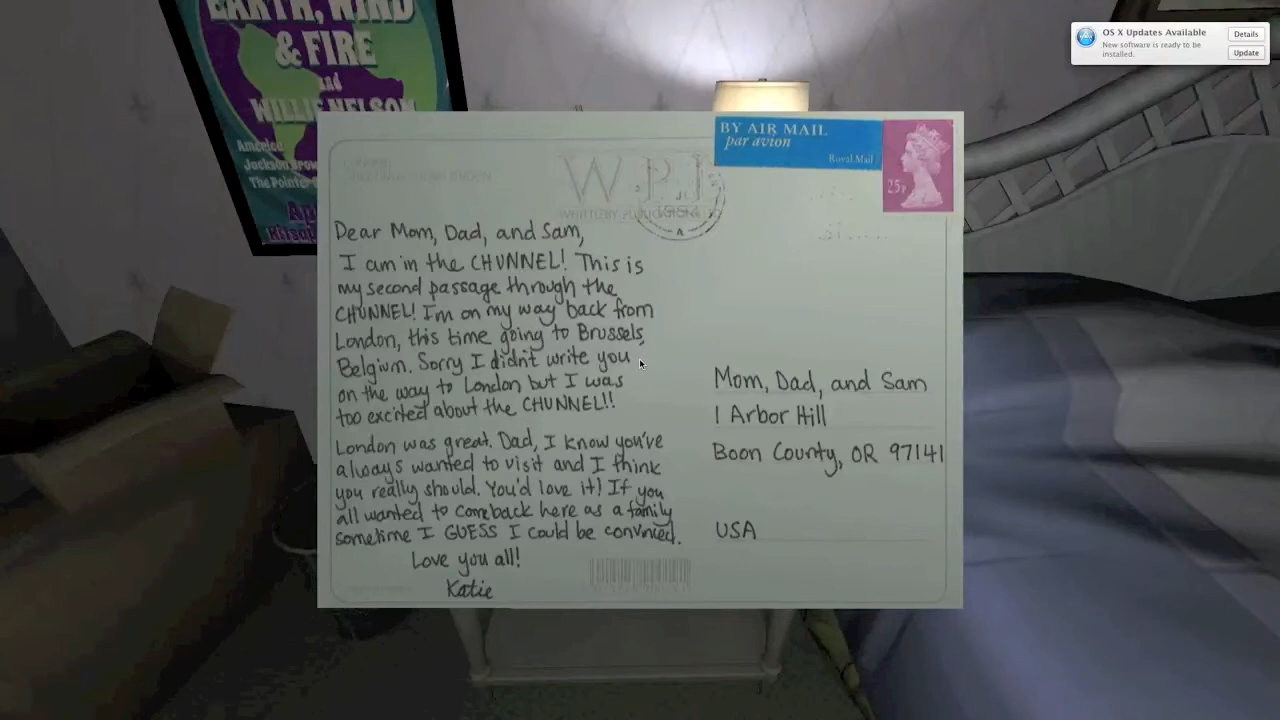 EARTH, WIND
& FIRE
and
WILLIE NELSON
America
Jackson Brow
The Pointer S
OS X Updates Available
New software is ready to be
installed.
Details
Update
BY AIR MAIL
par avion
Royal Mail
25P
W.P.L
Dear Mom, Dad, and Sam,
I am in the CHUNNEL! This is
my second passage through the
CHUNNEL! I'm on my way back from
London, this time going to Brussels,
Belgium. Sorry I didn't write you
on the way to London but I was
too excited about the CHUNNEL!!
London was great. Dad, I know you've
always wanted to visit and I think
you really should. You'd love it! If you
all wanted to come back here as a family
sometime I GUESS I could be convinced.
Love you all!
Katie
Mom, Dad, and Sam
1 Arbor Hill
Boon County, OR 97141
USA